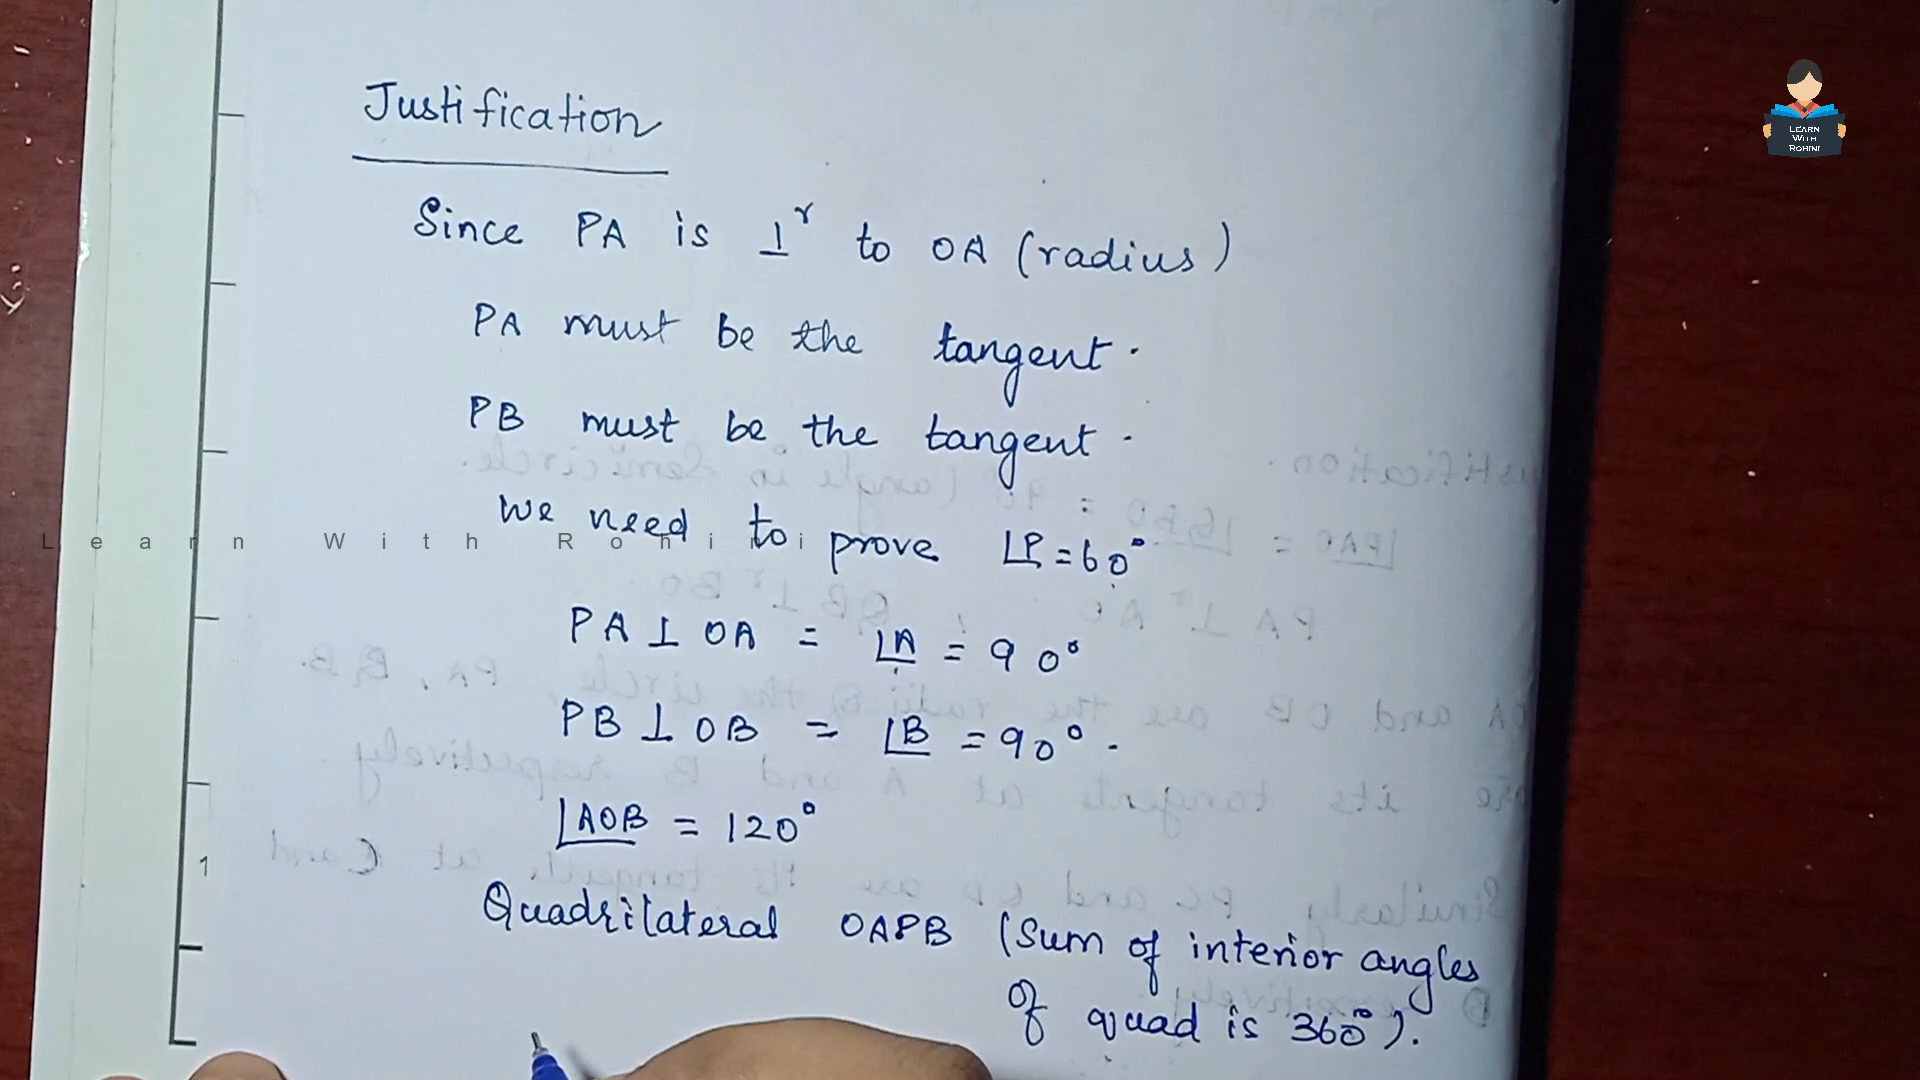 Justification
Since PA is ⊥ʳ to OA (radius)
PA must be the tangent.
PB must be the tangent.
We need to prove ∠P = 60°
PA ⊥ OA = ∠A = 90°
PB ⊥ OB = ∠B = 90°.
∠AOB = 120°
Quadrilateral OAPB (Sum of interior angles
of quad is 360°).
LEARN
WITH
ROHINI
Learn With Rohini
1